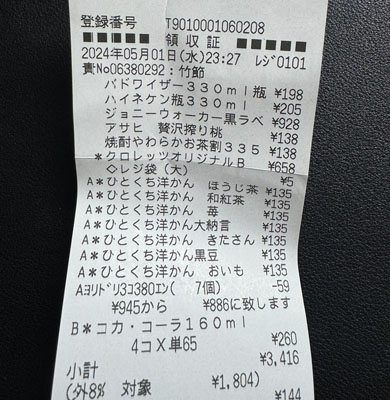 登録番号 T9010001060208
■■■■■ 領収証 ■■■■■
2024年05月01日(水)23:27 レジ0101
責No06380292:竹節
バドワイザー330ml瓶 ¥198
ハイネケン瓶330ml ¥205
ジョニーウォーカー黒ラベ ¥928
アサヒ 贅沢搾り桃 ¥138
焼酎やわらかお茶割335 ¥138
*クロレッツオリジナルB ¥658
◇レジ袋(大) ¥5
A*ひとくち洋かん ほうじ茶 ¥135
A*ひとくち洋かん 和紅茶 ¥135
A*ひとくち洋かん 苺 ¥135
A*ひとくち洋かん大納言 ¥135
A*ひとくち洋かん きたさん ¥135
A*ひとくち洋かん黒豆 ¥135
A*ひとくち洋かん おいも ¥135
Aヨリドリ3コ380エン( 7個) -59
¥945から ¥886に致します
B*コカ・コーラ160ml
4コX単65 ¥260
小計 ¥3,416
(外8% 対象 ¥1,804)
¥144